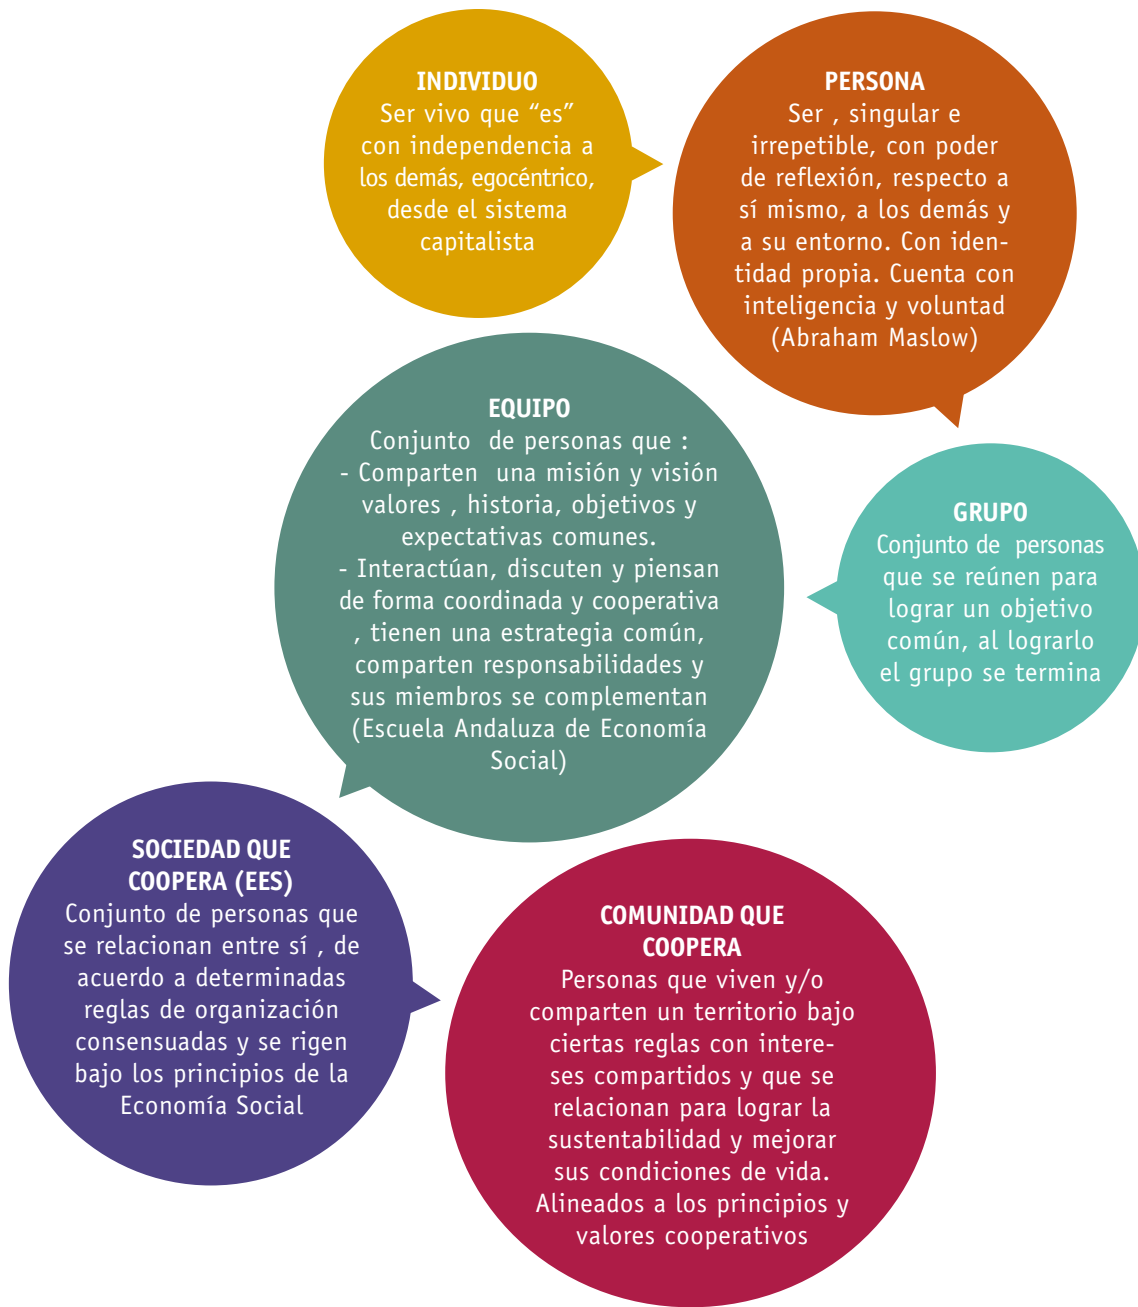 INDIVIDUO
Ser vivo que “es”
con independencia a
los demás, egocéntrico,
desde el sistema
capitalista
PERSONA
Ser , singular e
irrepetible, con poder
de reflexión, respecto a
sí mismo, a los demás y
a su entorno. Con iden-
tidad propia. Cuenta con
inteligencia y voluntad
(Abraham Maslow)
GRUPO
Conjunto de personas
que se reúnen para
lograr un objetivo
común, al lograrlo
el grupo se termina
EQUIPO
Conjunto de personas que :
- Comparten una misión y visión
valores , historia, objetivos y
expectativas comunes.
- Interactúan, discuten y piensan
de forma coordinada y cooperativa
, tienen una estrategia común,
comparten responsabilidades y
sus miembros se complementan
(Escuela Andaluza de Economía
Social)
SOCIEDAD QUE
COOPERA (EES)
Conjunto de personas que
se relacionan entre sí , de
acuerdo a determinadas
reglas de organización
consensuadas y se rigen
bajo los principios de la
Economía Social
COMUNIDAD QUE
COOPERA
Personas que viven y/o
comparten un territorio bajo
ciertas reglas con intere-
ses compartidos y que se
relacionan para lograr la
sustentabilidad y mejorar
sus condiciones de vida.
Alineados a los principios y
valores cooperativos